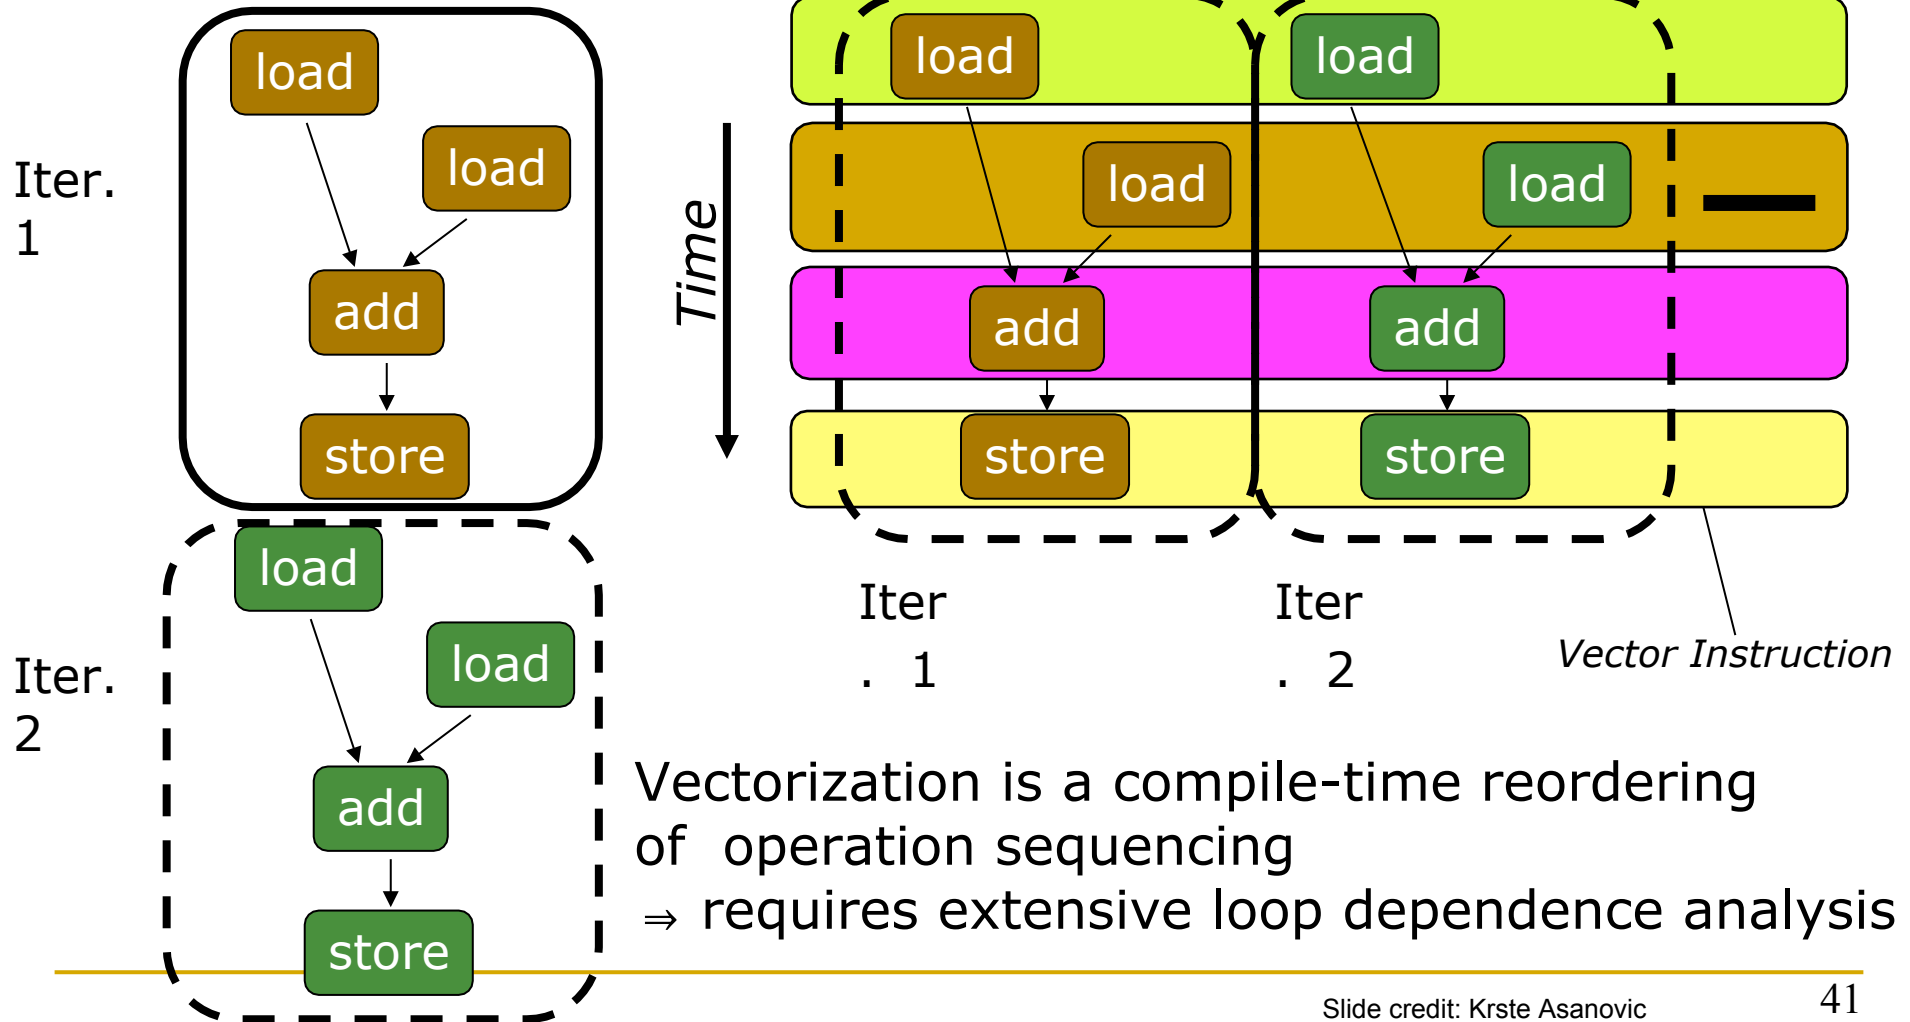 load
load
Iter.
1
add
store
load
load
Iter.
2
add
store
Time
load
load
load
load
add
add
store
store
Iter
. 1
Iter
. 2
Vector Instruction
Vectorization is a compile-time reordering
of operation sequencing
⇒ requires extensive loop dependence analysis
Slide credit: Krste Asanovic
41